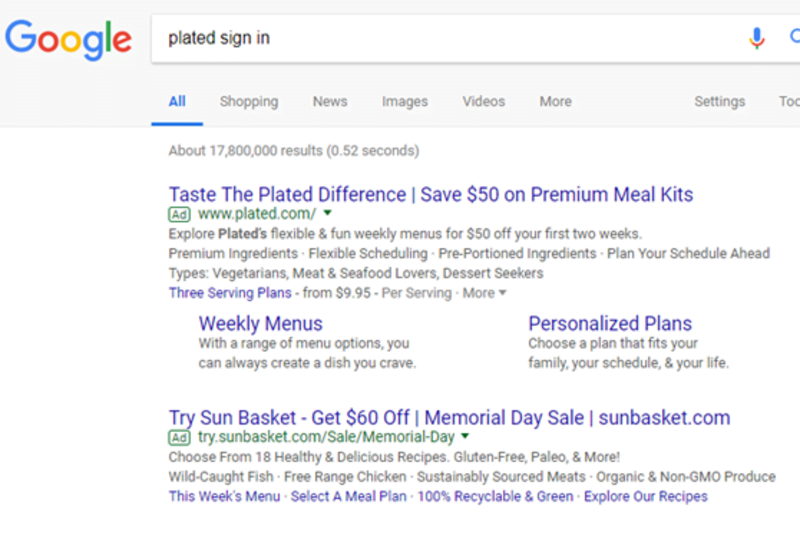 Google
plated sign in
All Shopping News Images Videos More Settings
About 17,800,000 results (0.52 seconds)
Taste The Plated Difference | Save $50 on Premium Meal Kits
Ad www.plated.com/
Explore Plated's flexible & fun weekly menus for $50 off your first two weeks.
Premium Ingredients · Flexible Scheduling · Pre-Portioned Ingredients · Plan Your Schedule Ahead
Types: Vegetarians, Meat & Seafood Lovers, Dessert Seekers
Three Serving Plans - from $9.95 - Per Serving · More
Weekly Menus
With a range of menu options, you
can always create a dish you crave.
Personalized Plans
Choose a plan that fits your
family, your schedule, & your life.
Try Sun Basket - Get $60 Off | Memorial Day Sale | sunbasket.com
Ad try.sunbasket.com/Sale/Memorial-Day
Choose From 18 Healthy & Delicious Recipes. Gluten-Free, Paleo, & More!
Wild-Caught Fish · Free Range Chicken · Sustainably Sourced Meats · Organic & Non-GMO Produce
This Week's Menu · Select A Meal Plan · 100% Recyclable & Green · Explore Our Recipes